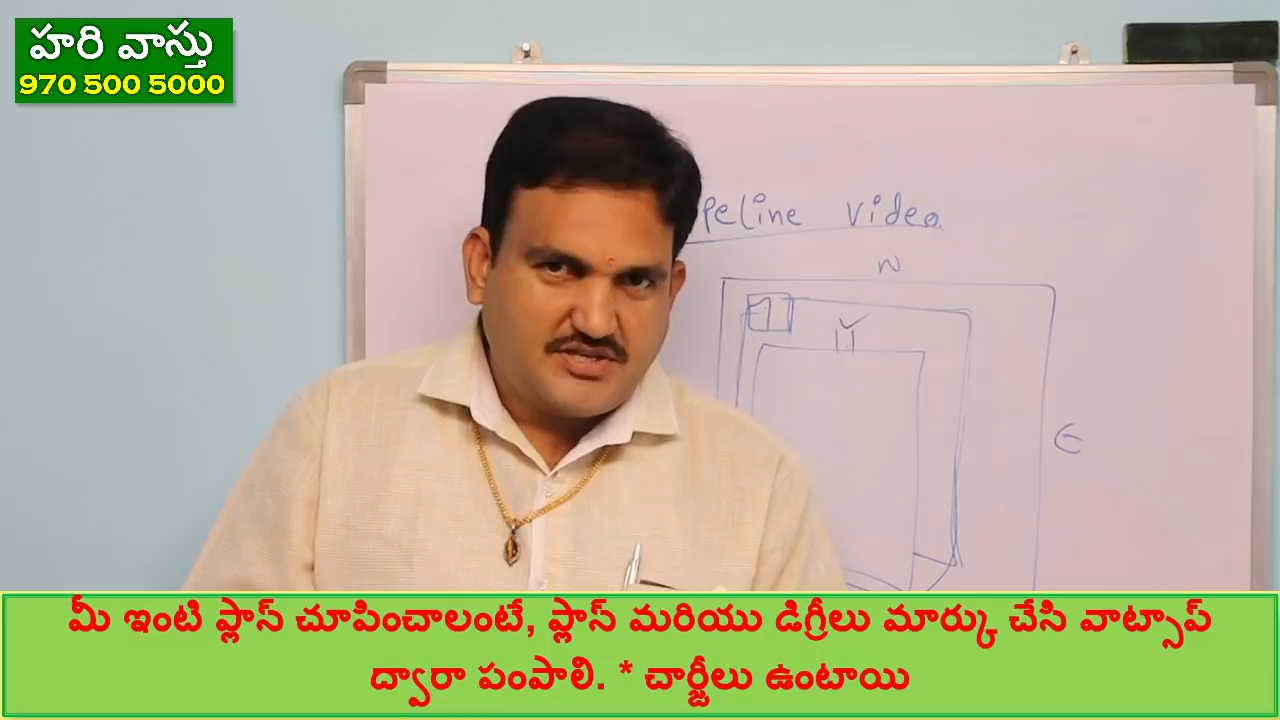 హరి వాస్తు
970 500 5000
peline video
N
E
మీ ఇంటి ప్లాన్ చూపించాలంటే, ప్లాన్ మరియు డిగ్రీలు మార్కు చేసి వాట్సాప్
ద్వారా పంపాలి. * చార్జీలు ఉంటాయి